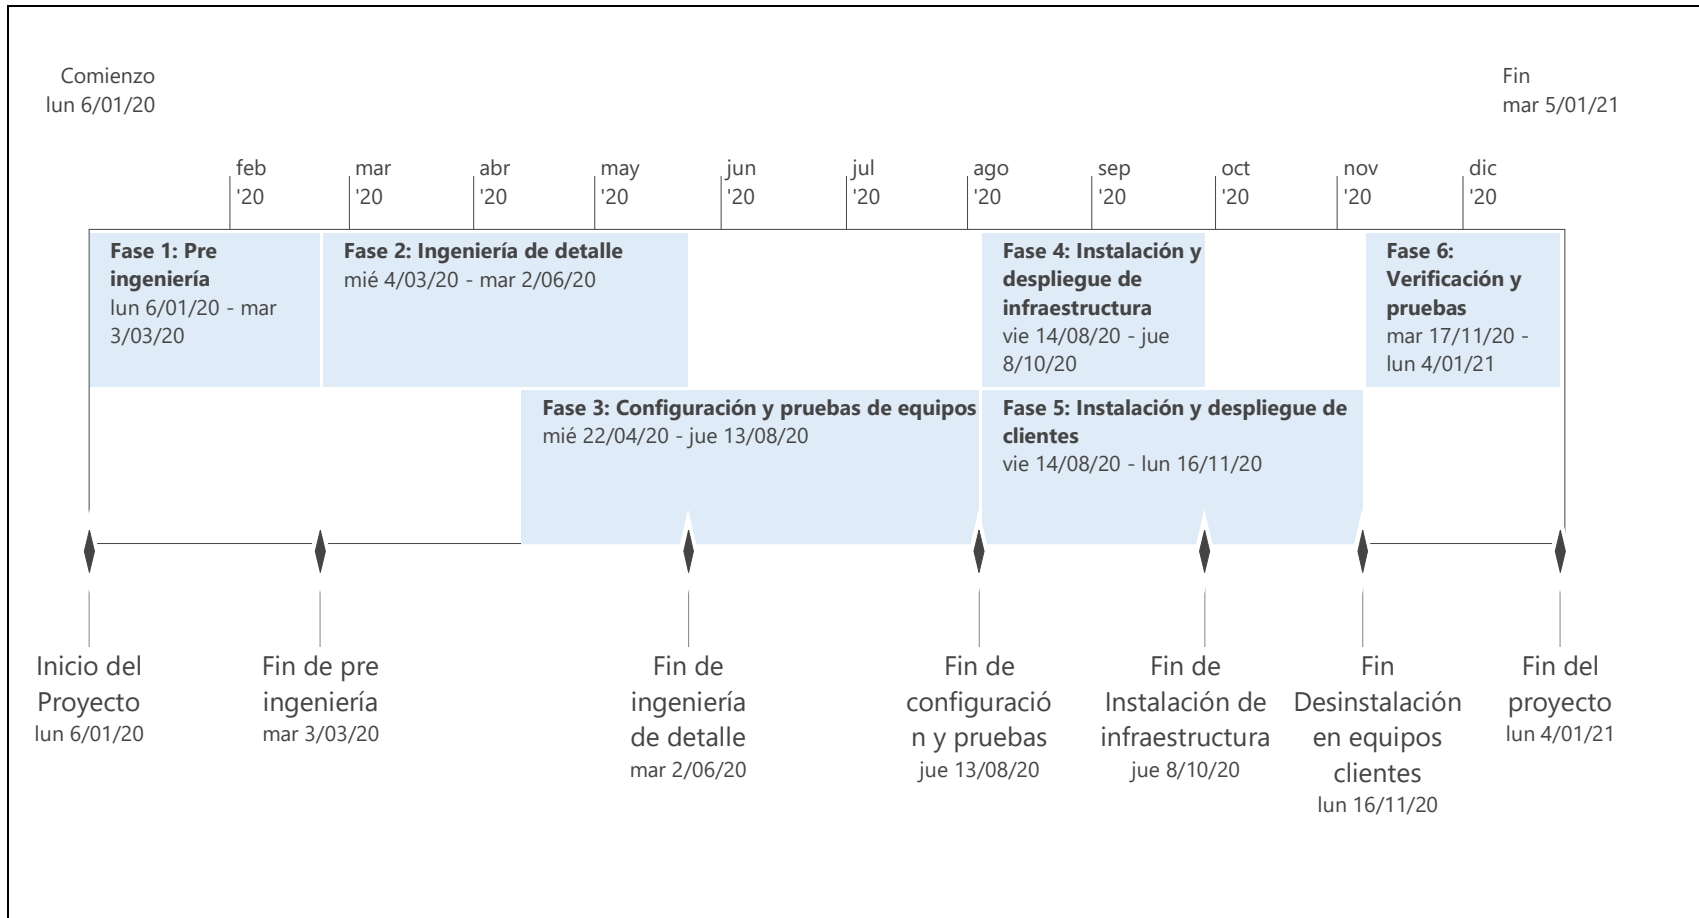 Comienzo
lun 6/01/20
Fin
mar 5/01/21
feb
'20
mar
'20
abr
'20
may
'20
jun
'20
jul
'20
ago
'20
sep
'20
oct
'20
nov
'20
dic
'20
Fase 1: Pre
ingeniería
lun 6/01/20 - mar
3/03/20
Fase 2: Ingeniería de detalle
mié 4/03/20 - mar 2/06/20
Fase 4: Instalación y
despliegue de
infraestructura
vie 14/08/20 - jue
8/10/20
Fase 6:
Verificación y
pruebas
mar 17/11/20 -
lun 4/01/21
Fase 3: Configuración y pruebas de equipos
mié 22/04/20 - jue 13/08/20
Fase 5: Instalación y despliegue de
clientes
vie 14/08/20 - lun 16/11/20
Inicio del
Proyecto
lun 6/01/20
Fin de pre
ingeniería
mar 3/03/20
Fin de
ingeniería
de detalle
mar 2/06/20
Fin de
configuració
n y pruebas
jue 13/08/20
Fin de
Instalación de
infraestructura
jue 8/10/20
Fin
Desinstalación
en equipos
clientes
lun 16/11/20
Fin del
proyecto
lun 4/01/21